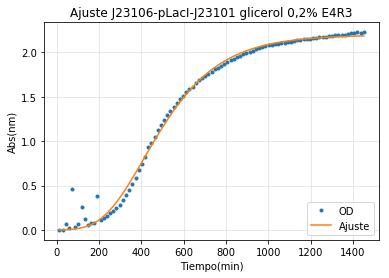 Ajuste J23106-pLacI-J23101 glicerol 0,2% E4R3
Abs(nm)
2.0
1.5
1.0
0.5
0.0
OD
Ajuste
0 200 400 600 800 1000 1200 1400
Tiempo(min)